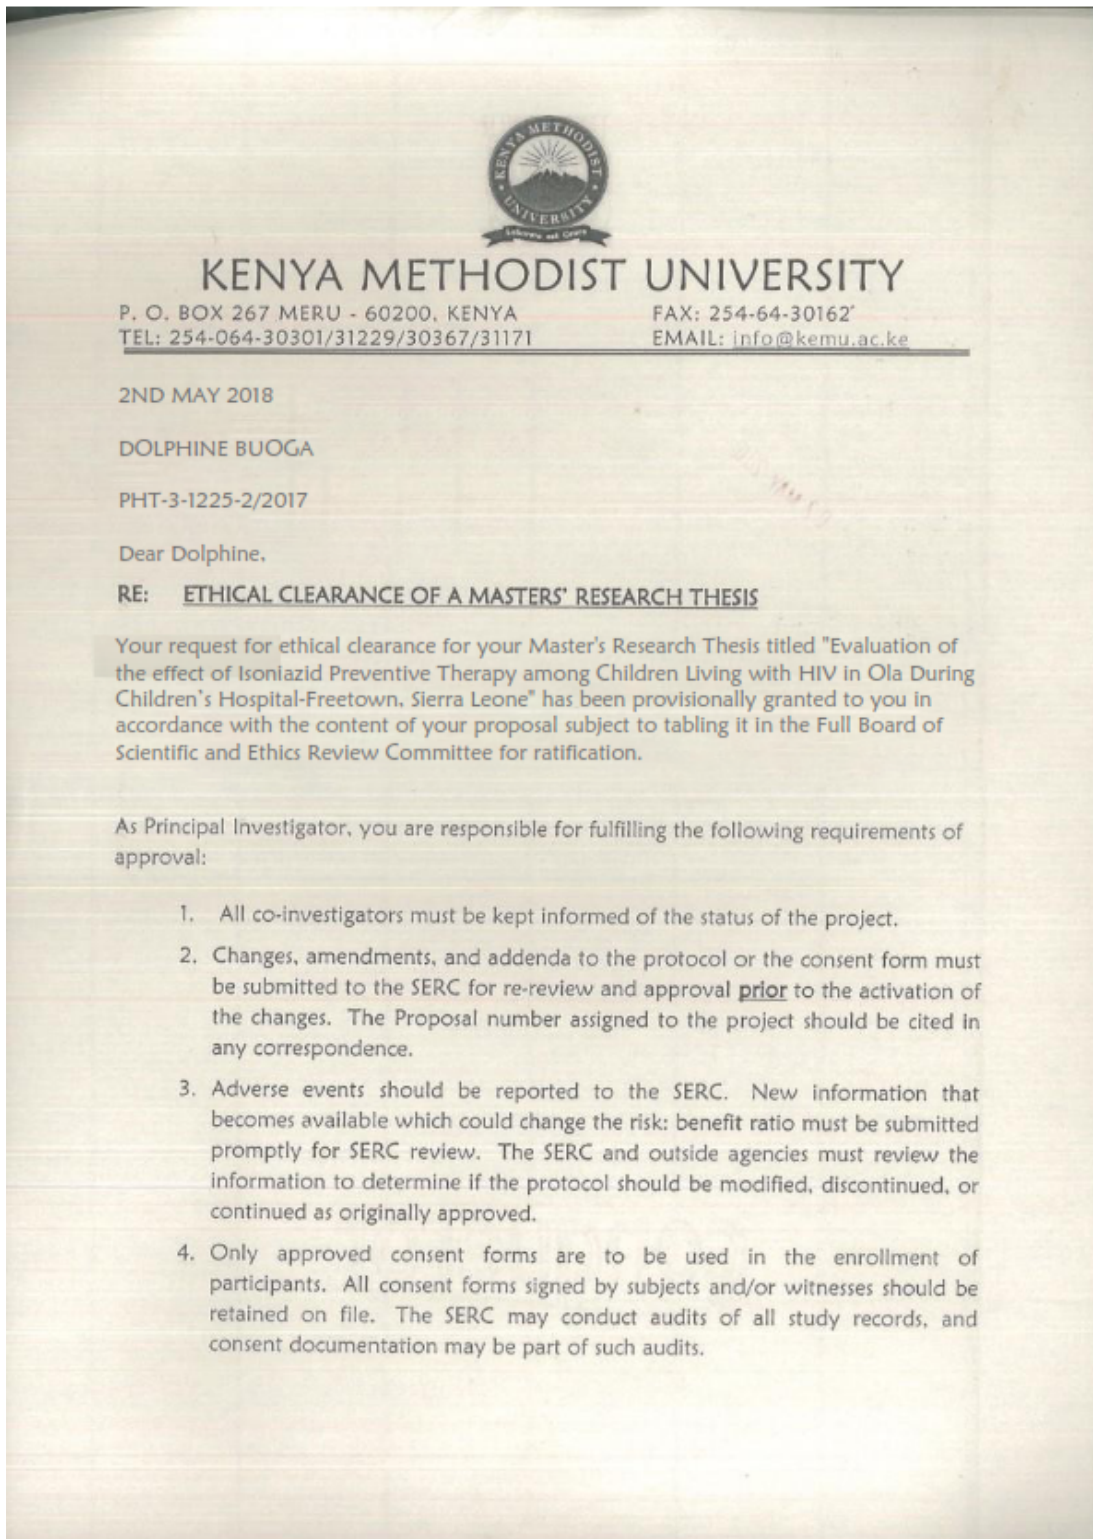 KENYA METHODIST
UNIVERSITY
KENYA METHODIST UNIVERSITY
P. O. BOX 267 MERU - 60200, KENYA FAX: 254-64-30162
TEL: 254-064-30301/31229/30367/31171 EMAIL: info@kemu.ac.ke
2ND MAY 2018
DOLPHINE BUOGA
PHT-3-1225-2/2017
Dear Dolphine,
RE: ETHICAL CLEARANCE OF A MASTERS' RESEARCH THESIS
Your request for ethical clearance for your Master's Research Thesis titled "Evaluation of
the effect of Isoniazid Preventive Therapy among Children Living with HIV in Ola During
Children's Hospital-Freetown, Sierra Leone" has been provisionally granted to you in
accordance with the content of your proposal subject to tabling it in the Full Board of
Scientific and Ethics Review Committee for ratification.
As Principal Investigator, you are responsible for fulfilling the following requirements of
approval:
1. All co-investigators must be kept informed of the status of the project.
2. Changes, amendments, and addenda to the protocol or the consent form must
be submitted to the SERC for re-review and approval prior to the activation of
the changes. The Proposal number assigned to the project should be cited in
any correspondence.
3. Adverse events should be reported to the SERC. New information that
becomes available which could change the risk: benefit ratio must be submitted
promptly for SERC review. The SERC and outside agencies must review the
information to determine if the protocol should be modified, discontinued, or
continued as originally approved.
4. Only approved consent forms are to be used in the enrollment of
participants. All consent forms signed by subjects and/or witnesses should be
retained on file. The SERC may conduct audits of all study records, and
consent documentation may be part of such audits.